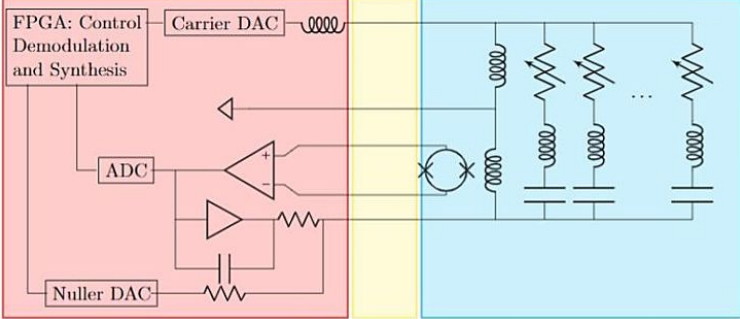 FPGA: Control
Demodulation
and Synthesis
Carrier DAC
ADC
+
−
...
Nuller DAC